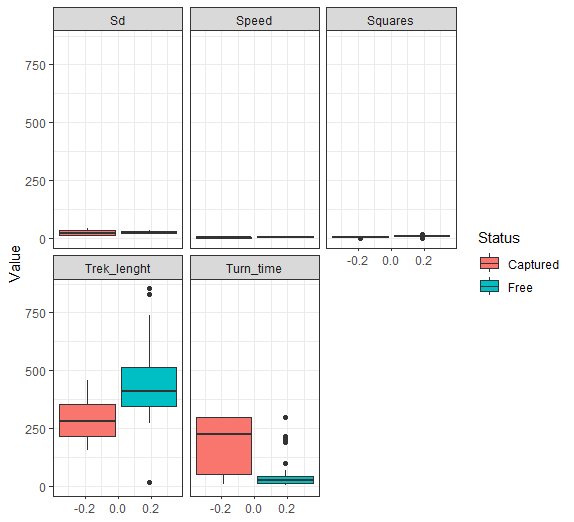 Sd Speed Squares
750
500
250
0
-0.2 0.0 0.2
Value
Trek_lenght Turn_time
750
500
250
0
-0.2 0.0 0.2 -0.2 0.0 0.2
Status
Captured
Free